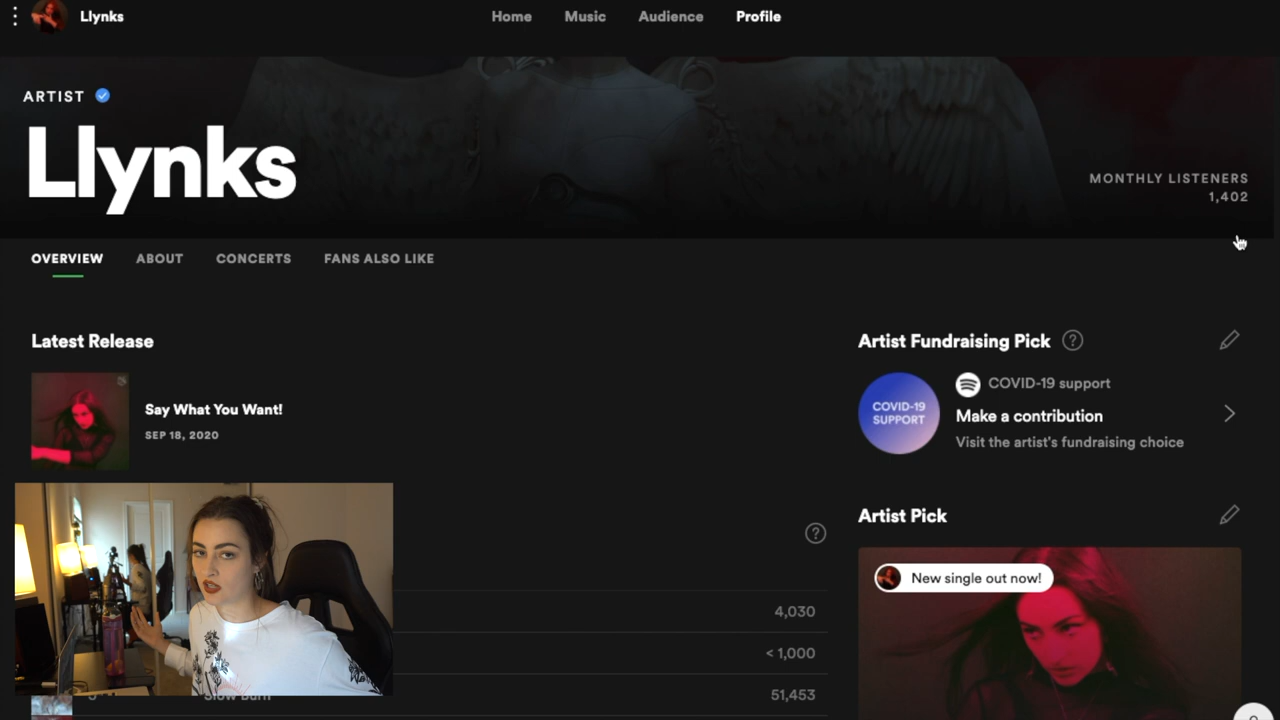 Llynks
Home
Music
Audience
Profile
ARTIST
Llynks
MONTHLY LISTENERS
1,402
OVERVIEW
ABOUT
CONCERTS
FANS ALSO LIKE
Latest Release
Say What You Want!
SEP 18, 2020
4,030
< 1,000
Slow Burn
51,453
Artist Fundraising Pick
?
COVID-19
SUPPORT
COVID-19 support
Make a contribution
Visit the artist's fundraising choice
?
Artist Pick
New single out now!